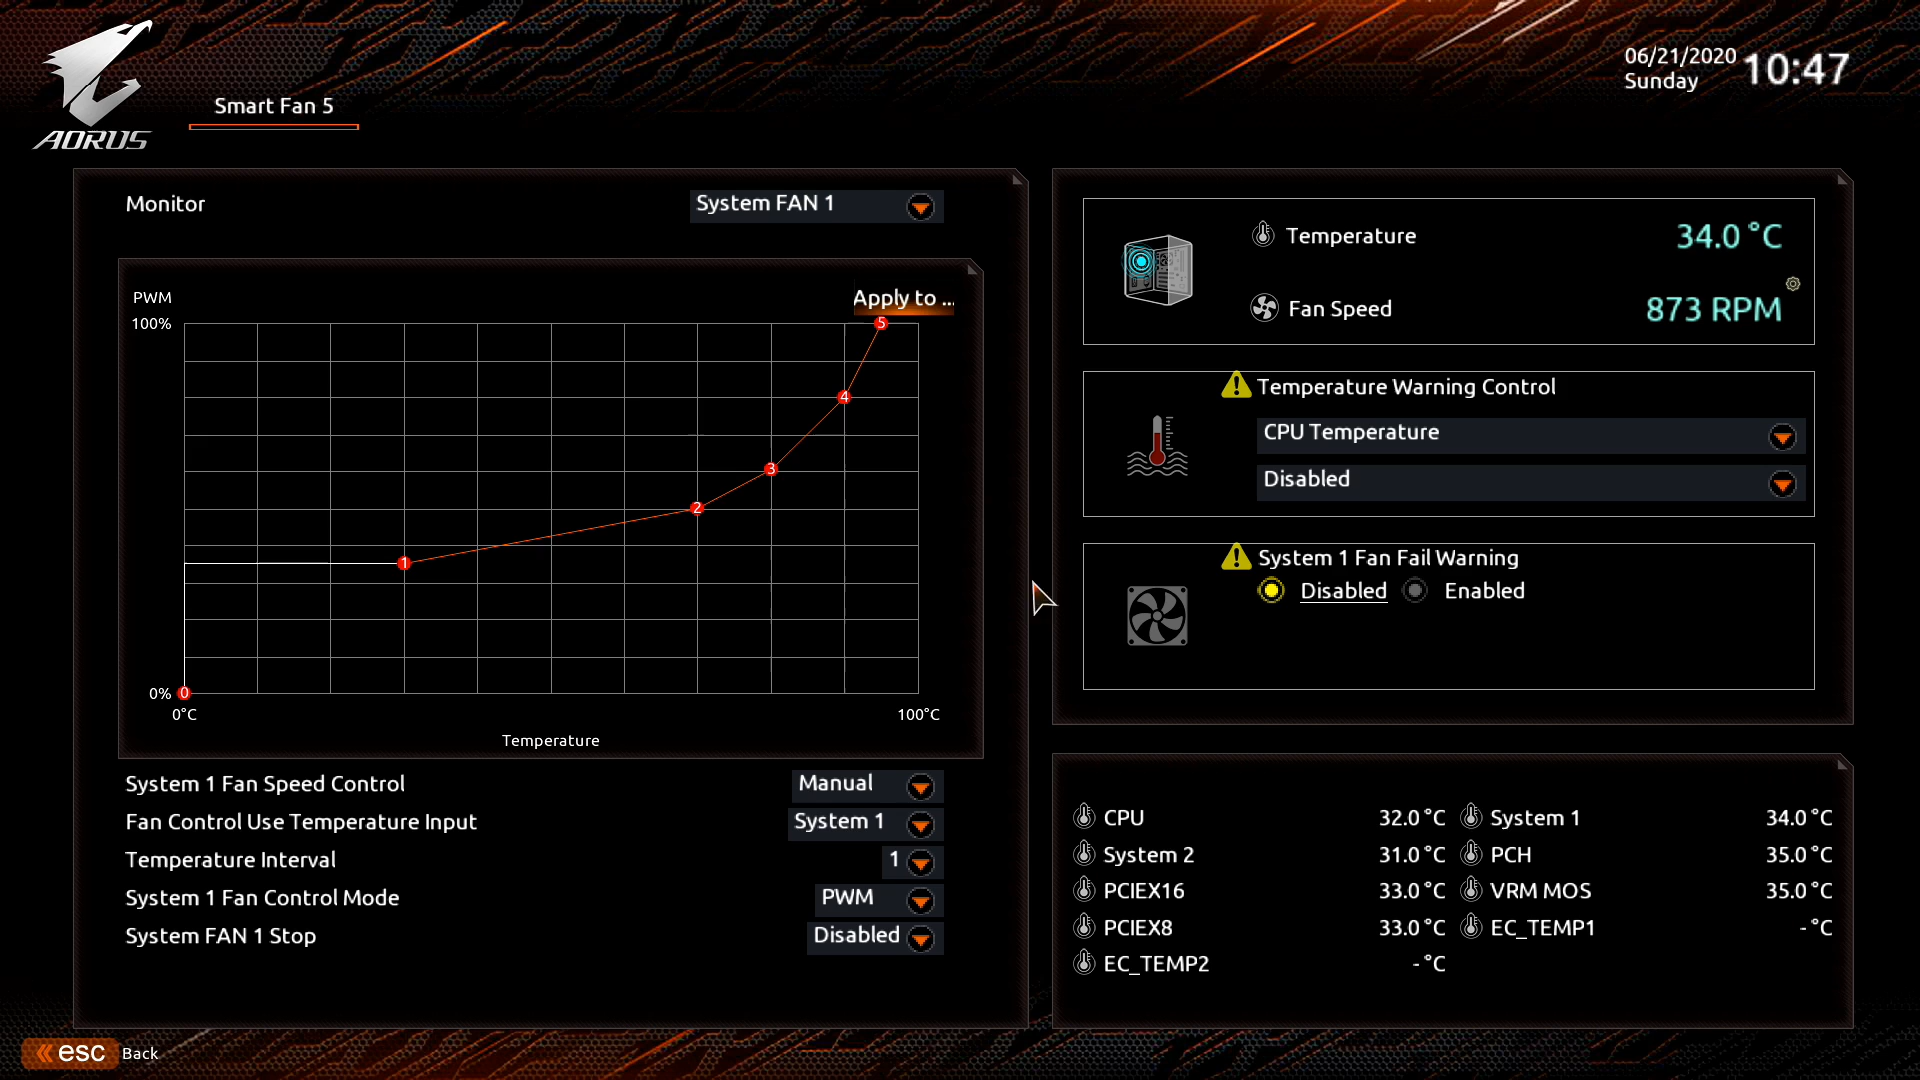 06/21/2020
Sunday
10:47
Smart Fan 5
AORUS
Monitor
System FAN 1
PWM
Apply to ...
100%
5
4
3
2
1
0% 0
0°C
100°C
Temperature
System 1 Fan Speed Control Manual
Fan Control Use Temperature Input System 1
Temperature Interval 1
System 1 Fan Control Mode PWM
System FAN 1 Stop Disabled
Temperature 34.0 °C
Fan Speed 873 RPM
Temperature Warning Control
CPU Temperature
Disabled
System 1 Fan Fail Warning
Disabled Enabled
CPU 32.0 °C System 1 34.0 °C
System 2 31.0 °C PCH 35.0 °C
PCIEX16 33.0 °C VRM MOS 35.0 °C
PCIEX8 33.0 °C EC_TEMP1 - °C
EC_TEMP2 - °C
esc Back